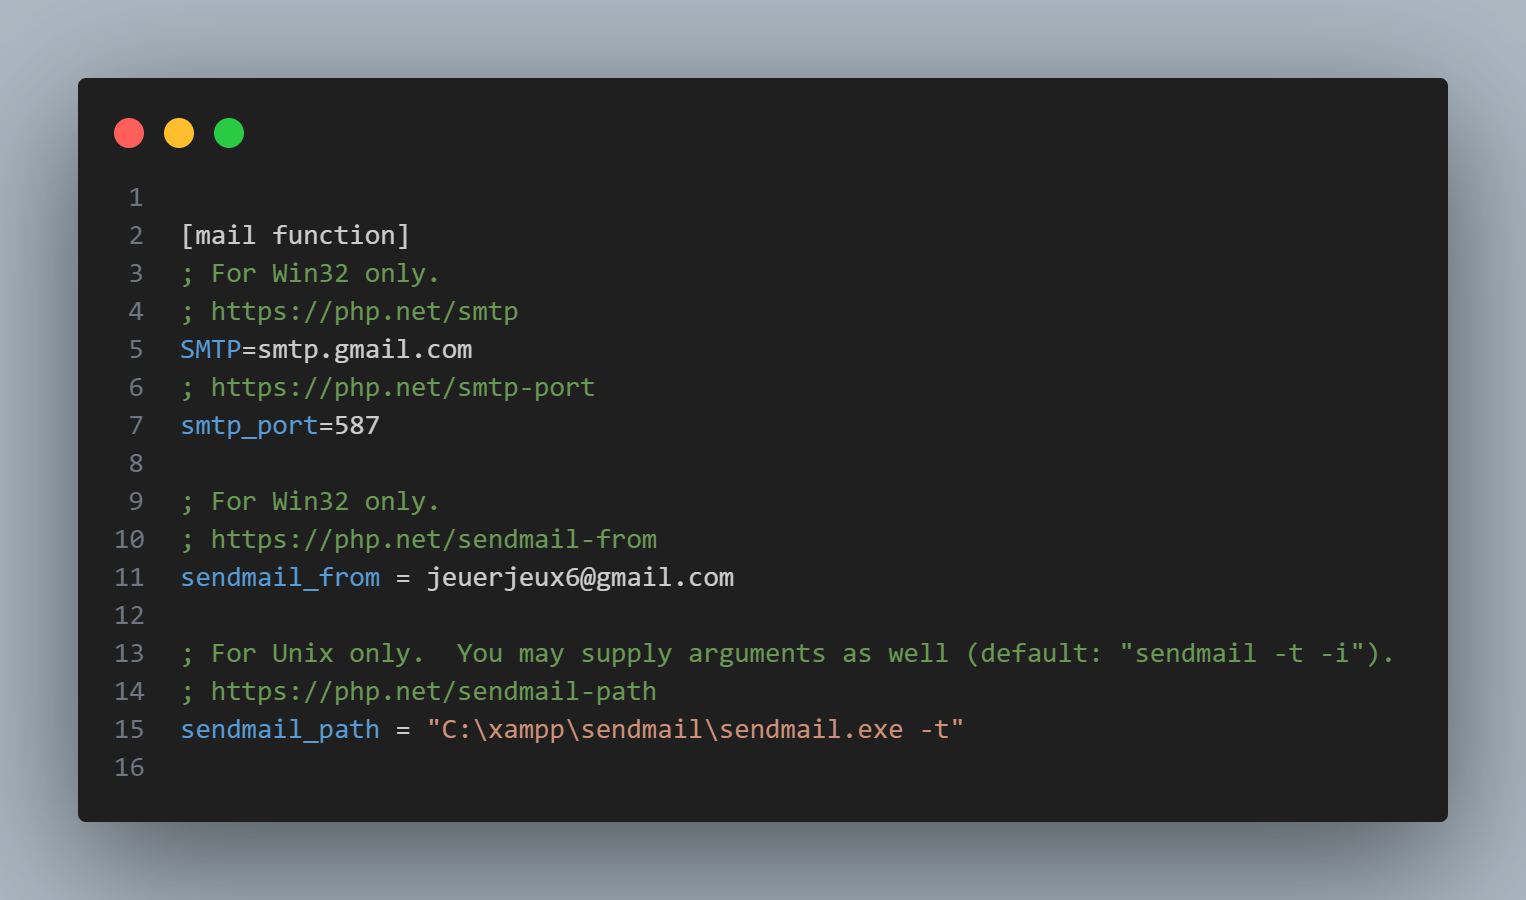 1
2 [mail function]
3 ; For Win32 only.
4 ; https://php.net/smtp
5 SMTP=smtp.gmail.com
6 ; https://php.net/smtp-port
7 smtp_port=587
8
9 ; For Win32 only.
10 ; https://php.net/sendmail-from
11 sendmail_from = jeuerjeux6@gmail.com
12
13 ; For Unix only.  You may supply arguments as well (default: "sendmail -t -i").
14 ; https://php.net/sendmail-path
15 sendmail_path = "C:\xampp\sendmail\sendmail.exe -t"
16